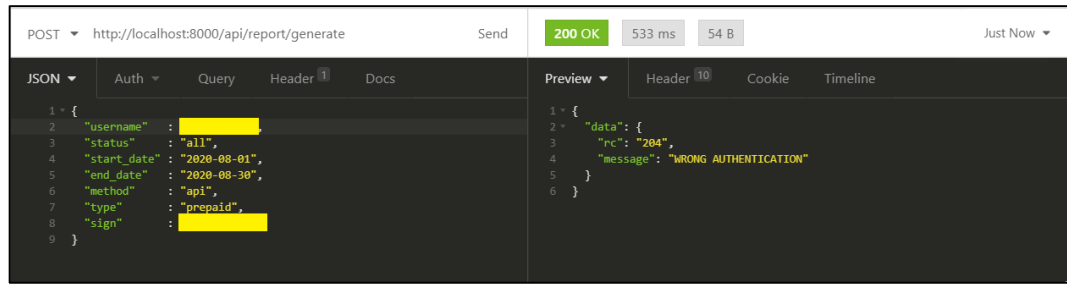 POST http://localhost:8000/api/report/generate Send 200 OK 533 ms 54 B Just Now
JSON Auth Query Header 1 Docs Preview Header 10 Cookie Timeline
1 {
2 "username" : ,
3 "status" : "all",
4 "start_date" : "2020-08-01",
5 "end_date" : "2020-08-30",
6 "method" : "api",
7 "type" : "prepaid",
8 "sign" :
9 }
1 {
2 "data": {
3 "rc": "204",
4 "message": "WRONG AUTHENTICATION"
5 }
6 }